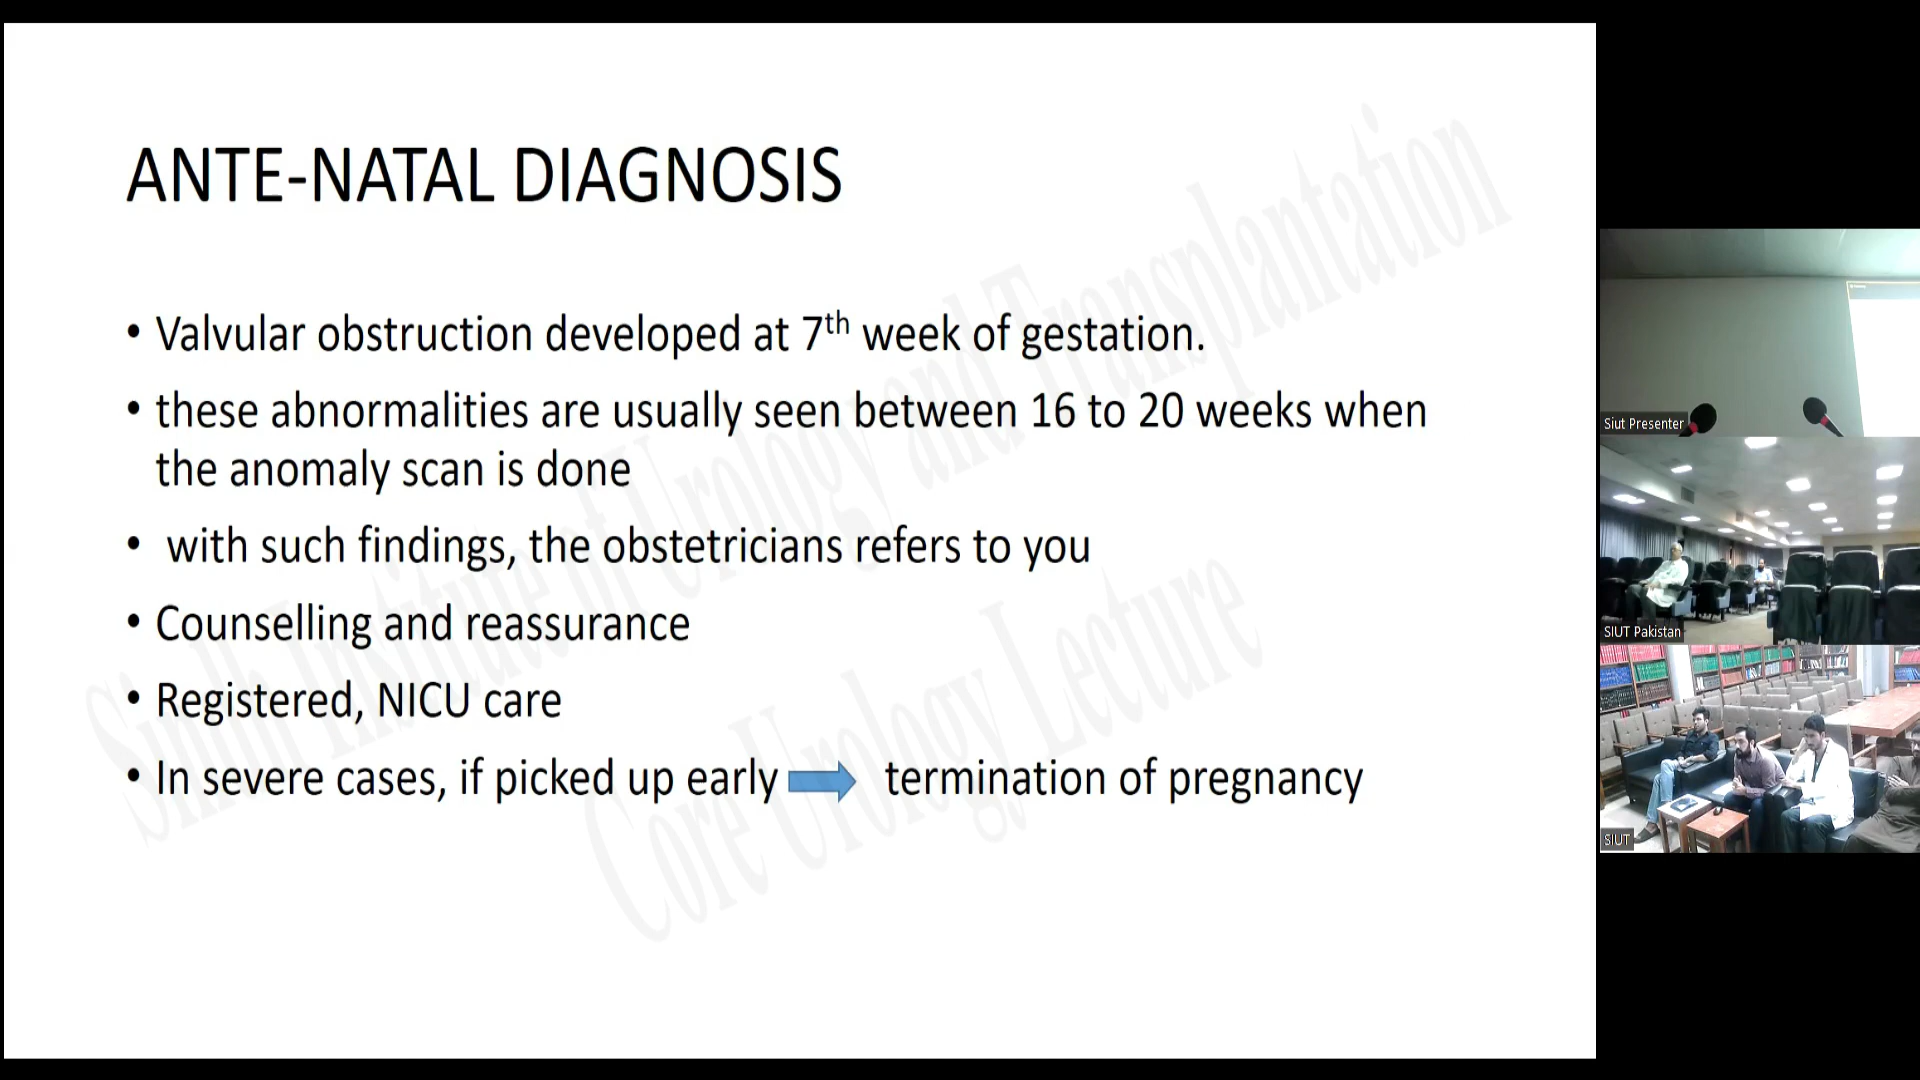 ANTE-NATAL DIAGNOSIS
• Valvular obstruction developed at 7th week of gestation.
• these abnormalities are usually seen between 16 to 20 weeks when
the anomaly scan is done
• with such findings, the obstetricians refers to you
• Counselling and reassurance
• Registered, NICU care
• In severe cases, if picked up early termination of pregnancy
Sindh Institute of Urology and Transplantation
Core Urology Lecture
Siut Presenter
SIUT Pakistan
SIUT